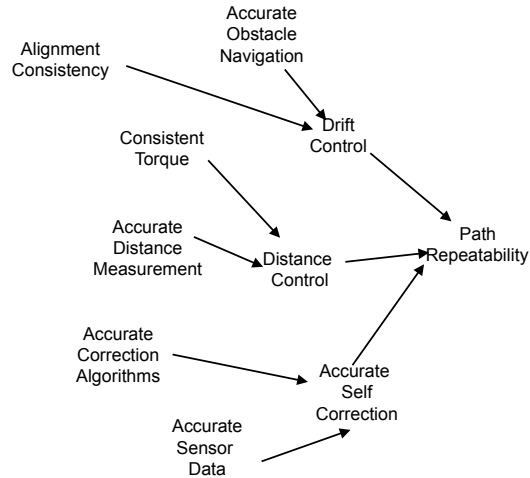 Accurate
Obstacle
Navigation
Alignment
Consistency
Drift
Control
Consistent
Torque
Accurate
Distance
Measurement
Distance
Control
Path
Repeatability
Accurate
Correction
Algorithms
Accurate
Self
Correction
Accurate
Sensor
Data